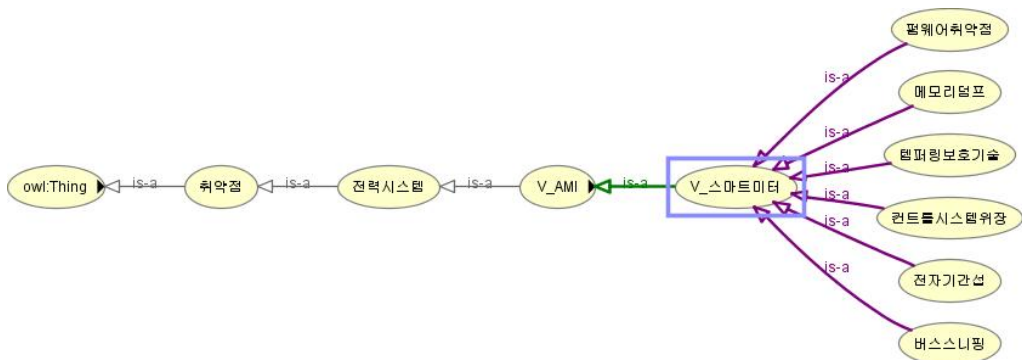 펌웨어취약점
is-a
메모리덤프
is-a
템퍼링보호기술
is-a
owl:Thing is-a 취약점 is-a 전력시스템 is-a V_AMI is-a V_스마트미터
is-a
컨트롤시스템위장
is-a
전자기간섭
is-a
버스스니핑